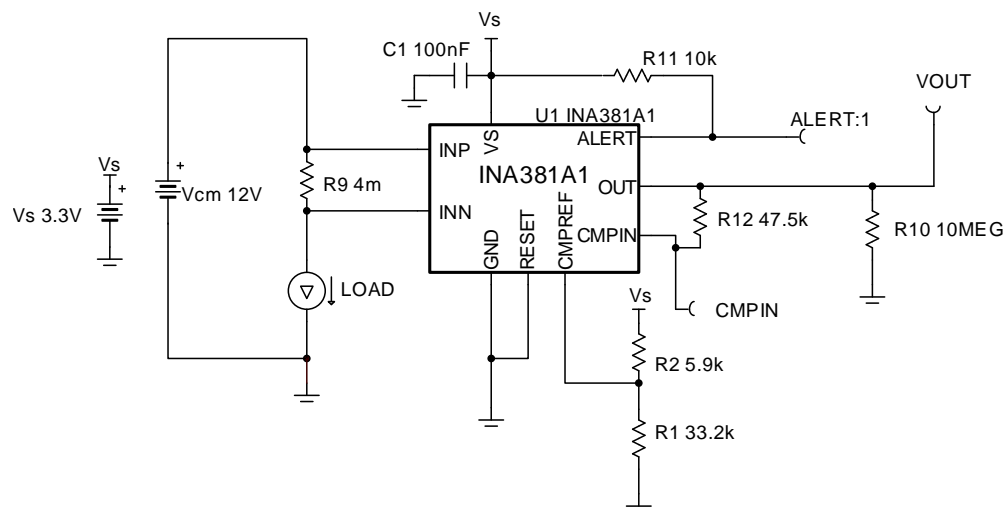 Vs
C1 100nF
R11 10k
VOUT
U1 INA381A1
ALERT:1
VS
ALERT
INP
INA381A1
+
Vs
+
R9 4m
OUT
Vcm 12V
Vs 3.3V
INN
R12 47.5k
CMPIN
R10 10MEG
GND
RESET
CMPREF
LOAD
Vs
CMPIN
R2 5.9k
R1 33.2k